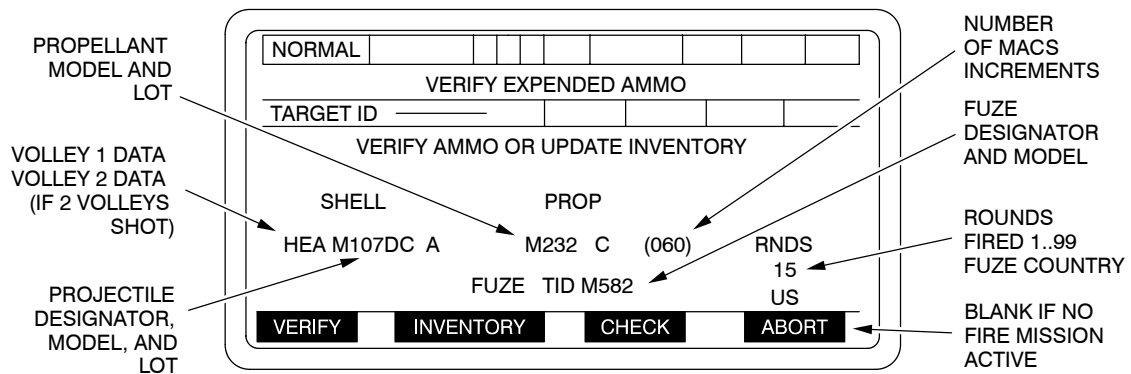 PROPELLANT
MODEL AND
LOT
VOLLEY 1 DATA
VOLLEY 2 DATA
(IF 2 VOLLEYS
SHOT)
PROJECTILE
DESIGNATOR,
MODEL, AND
LOT
NORMAL
VERIFY EXPENDED AMMO
TARGET ID
VERIFY AMMO OR UPDATE INVENTORY
SHELL PROP
HEA M107DC A M232 C (060) RNDS
15
FUZE TID M582
US
VERIFY INVENTORY CHECK ABORT
NUMBER
OF MACS
INCREMENTS
FUZE
DESIGNATOR
AND MODEL
ROUNDS
FIRED 1..99
FUZE COUNTRY
BLANK IF NO
FIRE MISSION
ACTIVE